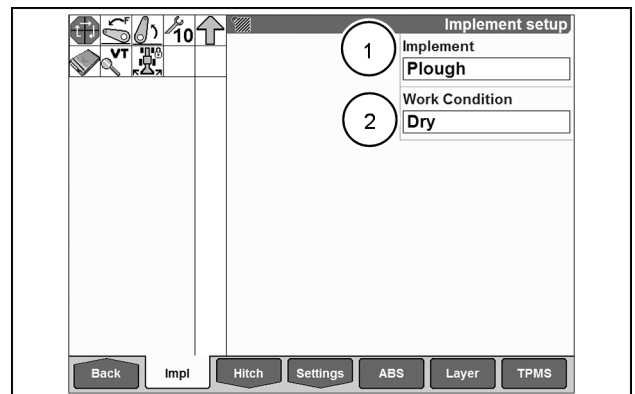 F
10
Implement setup
1
Implement
Plough
VT
Work Condition
2
Dry
Back
Impl
Hitch
Settings
ABS
Layer
TPMS